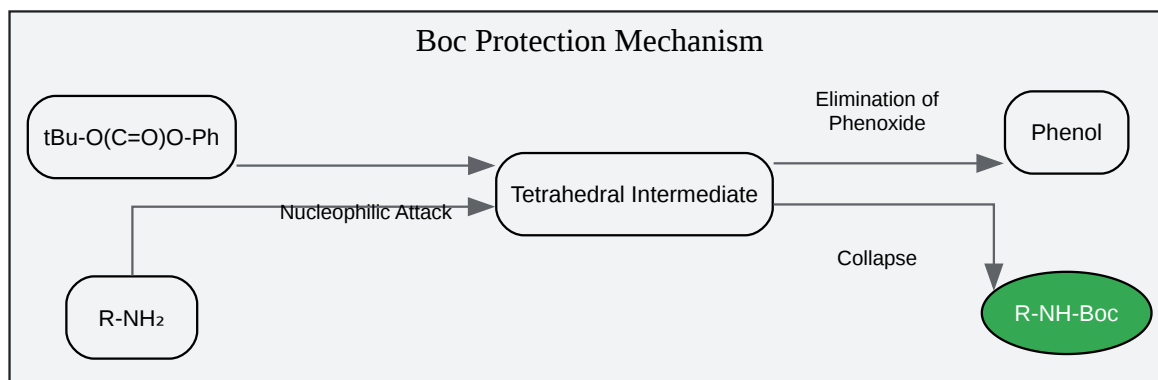 Boc Protection Mechanism
tBu-O(C=O)O-Ph
Elimination of
Phenoxide
Phenol
Tetrahedral Intermediate
Nucleophilic Attack
Collapse
R-NH₂
R-NH-Boc